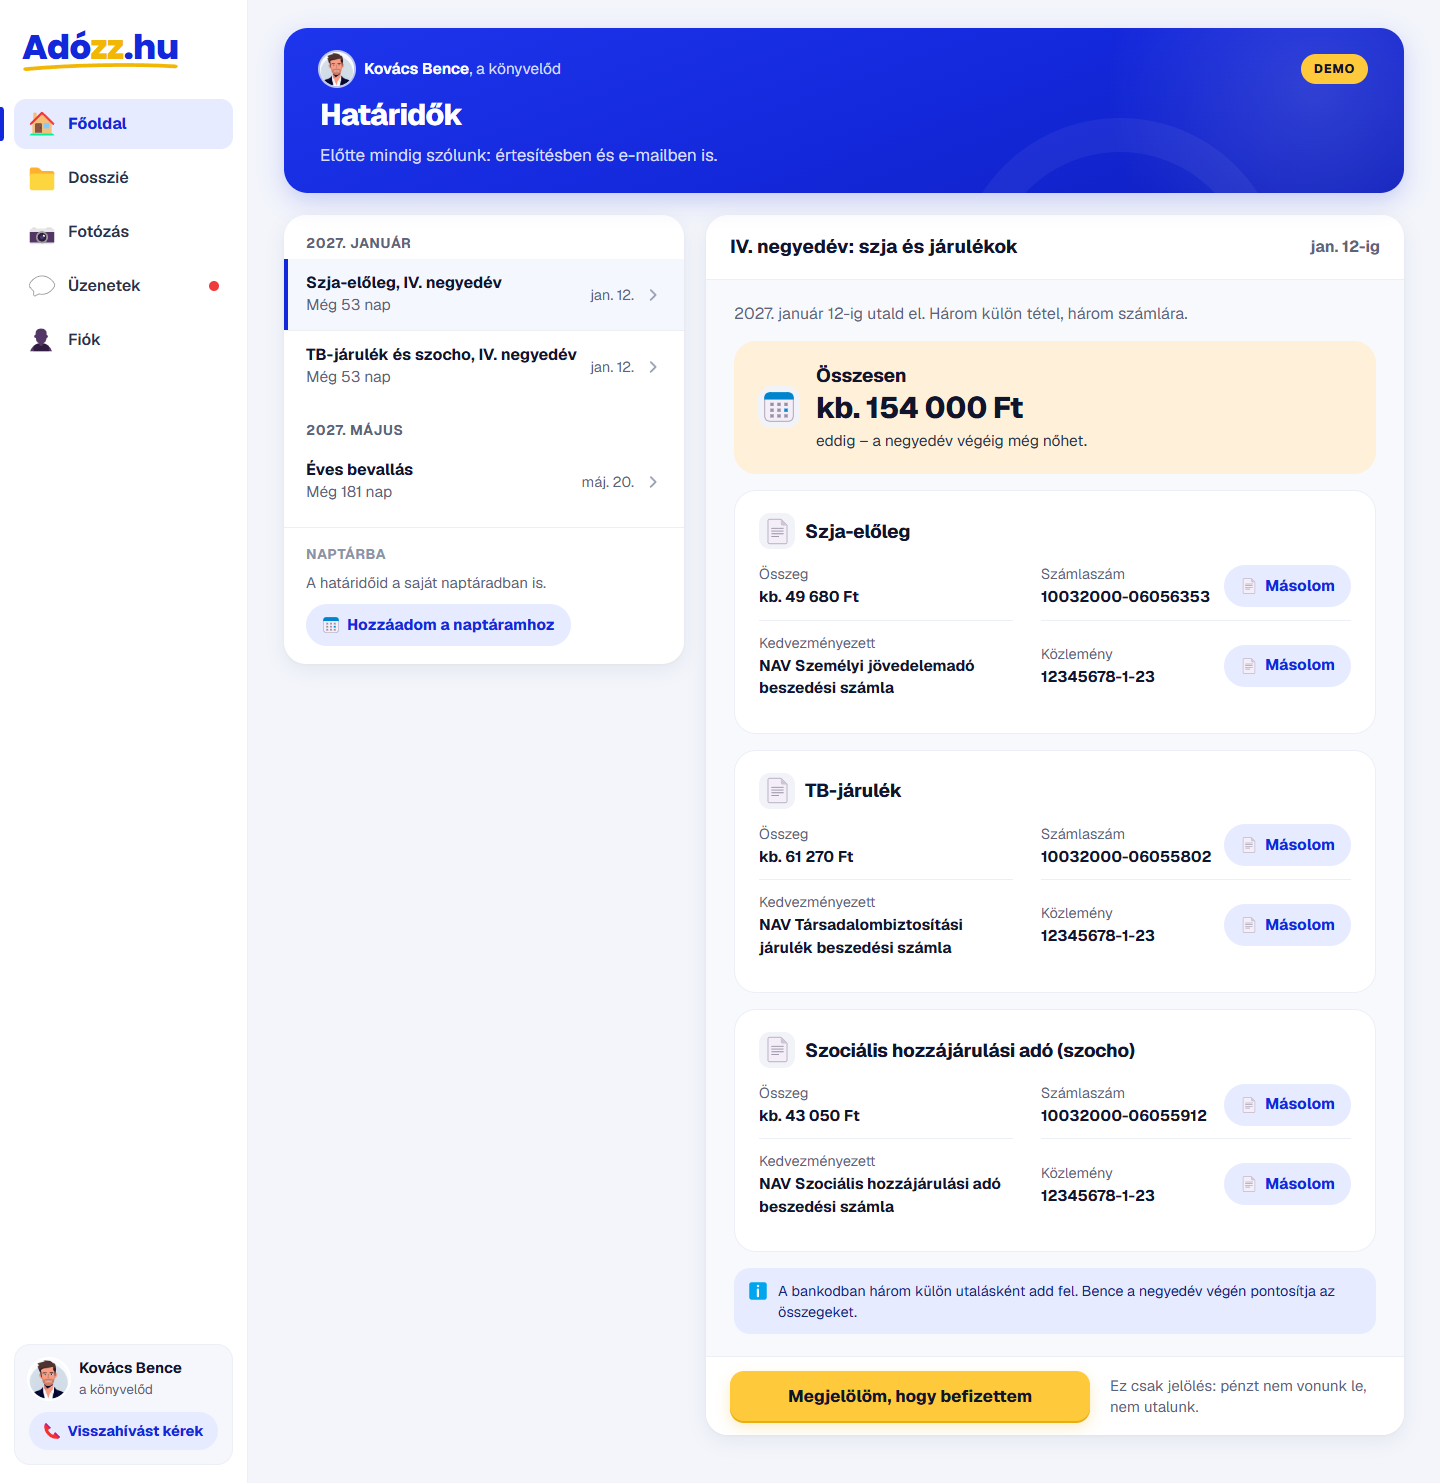 Adózz.hu
Főoldal
Dosszié
Fotózás
Üzenetek
Fiók
Kovács Bence
a könyvelőd
Visszahívást kérek
Kovács Bence, a könyvelőd
DEMO
Határidők
Előtte mindig szólunk: értesítésben és e-mailben is.
2027. JANUÁR
Szja-előleg, IV. negyedév
Még 53 nap
jan. 12.
TB-járulék és szocho, IV. negyedév
Még 53 nap
jan. 12.
2027. MÁJUS
Éves bevallás
Még 181 nap
máj. 20.
NAPTÁRBA
A határidőid a saját naptáradban is.
Hozzáadom a naptáramhoz
IV. negyedév: szja és járulékok
jan. 12-ig
2027. január 12-ig utald el. Három külön tétel, három számlára.
Összesen
kb. 154 000 Ft
eddig – a negyedév végéig még nőhet.
Szja-előleg
Összeg
kb. 49 680 Ft
Számlaszám
10032000-06056353
Másolom
Kedvezményezett
NAV Személyi jövedelemadó
beszedési számla
Közlemény
12345678-1-23
Másolom
TB-járulék
Összeg
kb. 61 270 Ft
Számlaszám
10032000-06055802
Másolom
Kedvezményezett
NAV Társadalombiztosítási
járulék beszedési számla
Közlemény
12345678-1-23
Másolom
Szociális hozzájárulási adó (szocho)
Összeg
kb. 43 050 Ft
Számlaszám
10032000-06055912
Másolom
Kedvezményezett
NAV Szociális hozzájárulási adó
beszedési számla
Közlemény
12345678-1-23
Másolom
A bankodban három külön utalásként add fel. Bence a negyedév végén pontosítja az
összegeket.
Megjelölöm, hogy befizettem
Ez csak jelölés: pénzt nem vonunk le,
nem utalunk.